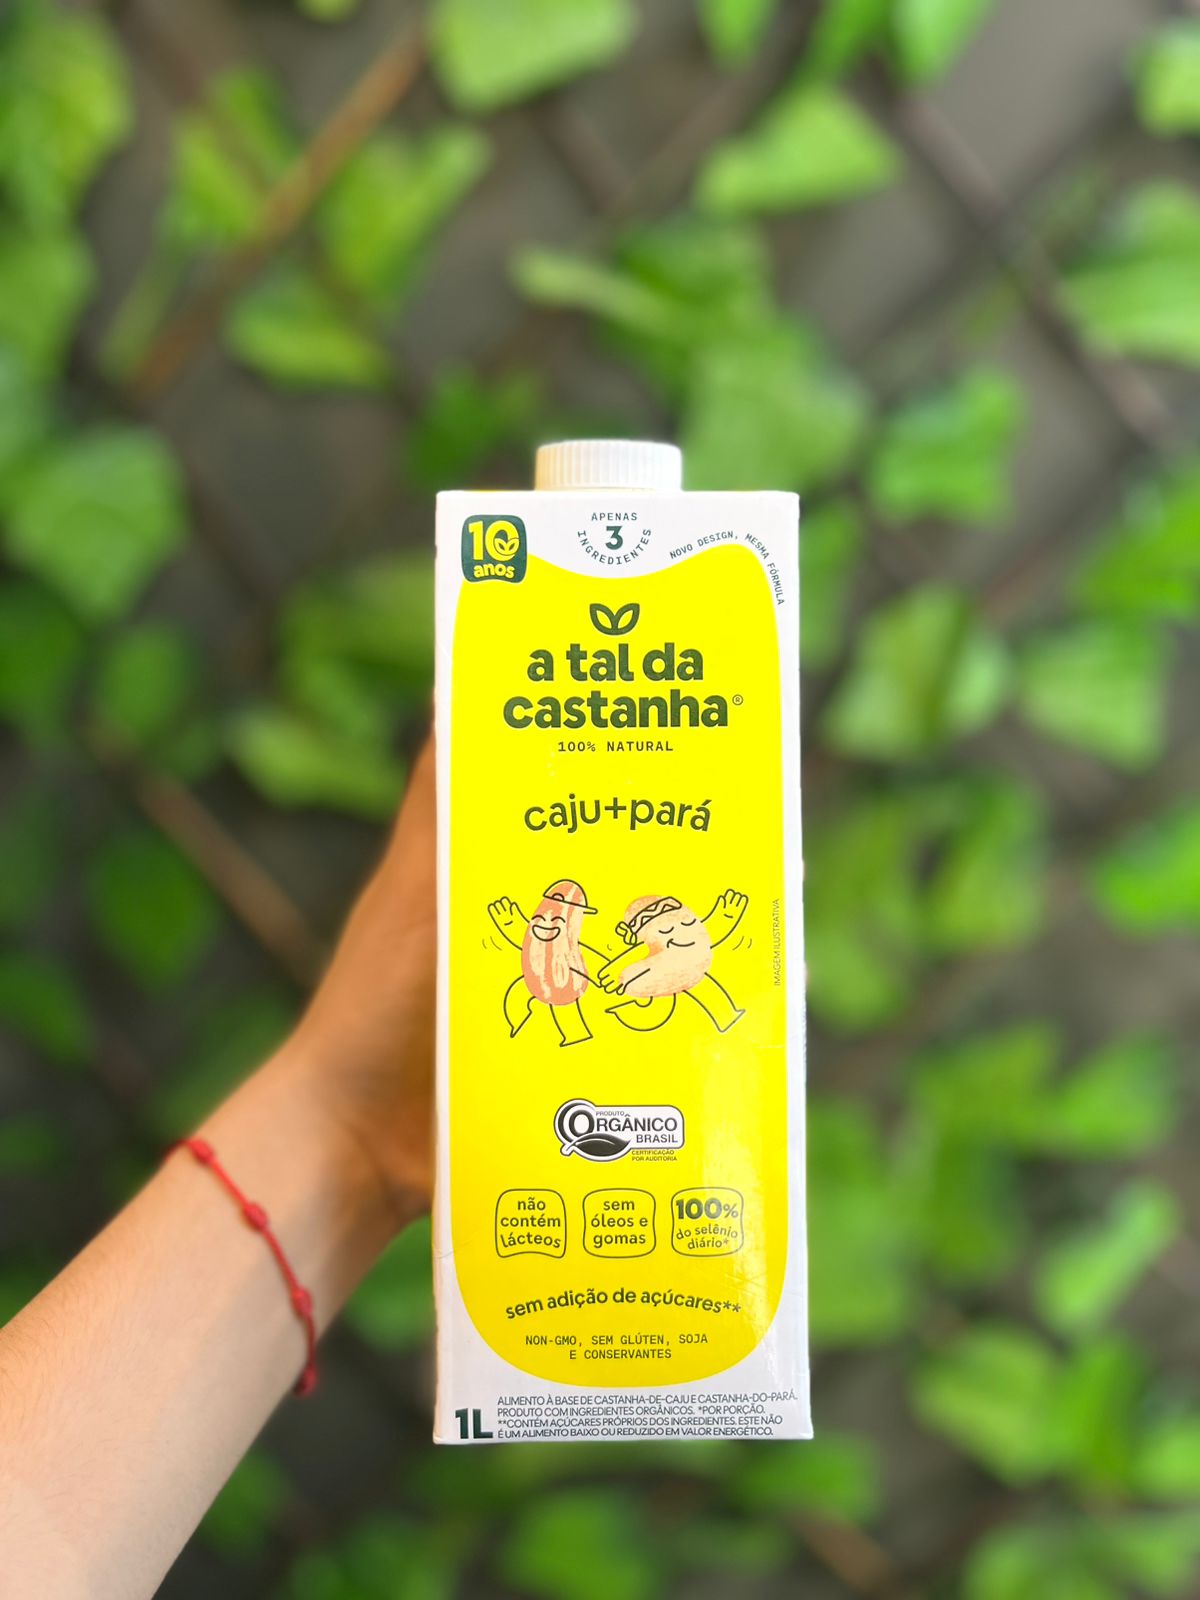 10
anos
APENAS
3
INGREDIENTES
NOVO DESIGN, MESMA FÓRMULA
a tal da
castanha®
100% NATURAL
caju+pará
IMAGEM ILUSTRATIVA
PRODUTO
ORGÂNICO
BRASIL
CERTIFICAÇÃO
POR AUDITORIA
não
contém
lácteos
sem
óleos e
gomas
100%
do selênio
diário*
sem adição de açúcares**
NON-GMO, SEM GLÚTEN, SOJA
E CONSERVANTES
1L
ALIMENTO À BASE DE CASTANHA-DE-CAJU E CASTANHA-DO-PARÁ.
PRODUTO COM INGREDIENTES ORGÂNICOS. *POR PORÇÃO.
**CONTÉM AÇÚCARES PRÓPRIOS DOS INGREDIENTES. ESTE NÃO
É UM ALIMENTO BAIXO OU REDUZIDO EM VALOR ENERGÉTICO.